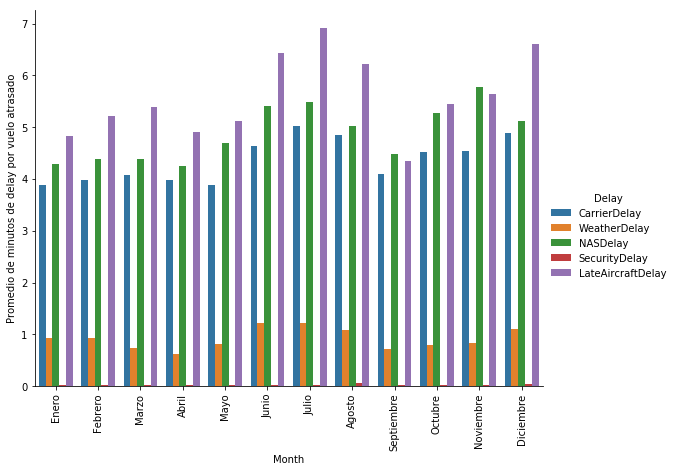 Promedio de minutos de delay por vuelo atrasado
7
6
5
4
3
2
1
0
Enero
Febrero
Marzo
Abril
Mayo
Junio
Julio
Agosto
Septiembre
Octubre
Noviembre
Diciembre
Month
Delay
CarrierDelay
WeatherDelay
NASDelay
SecurityDelay
LateAircraftDelay